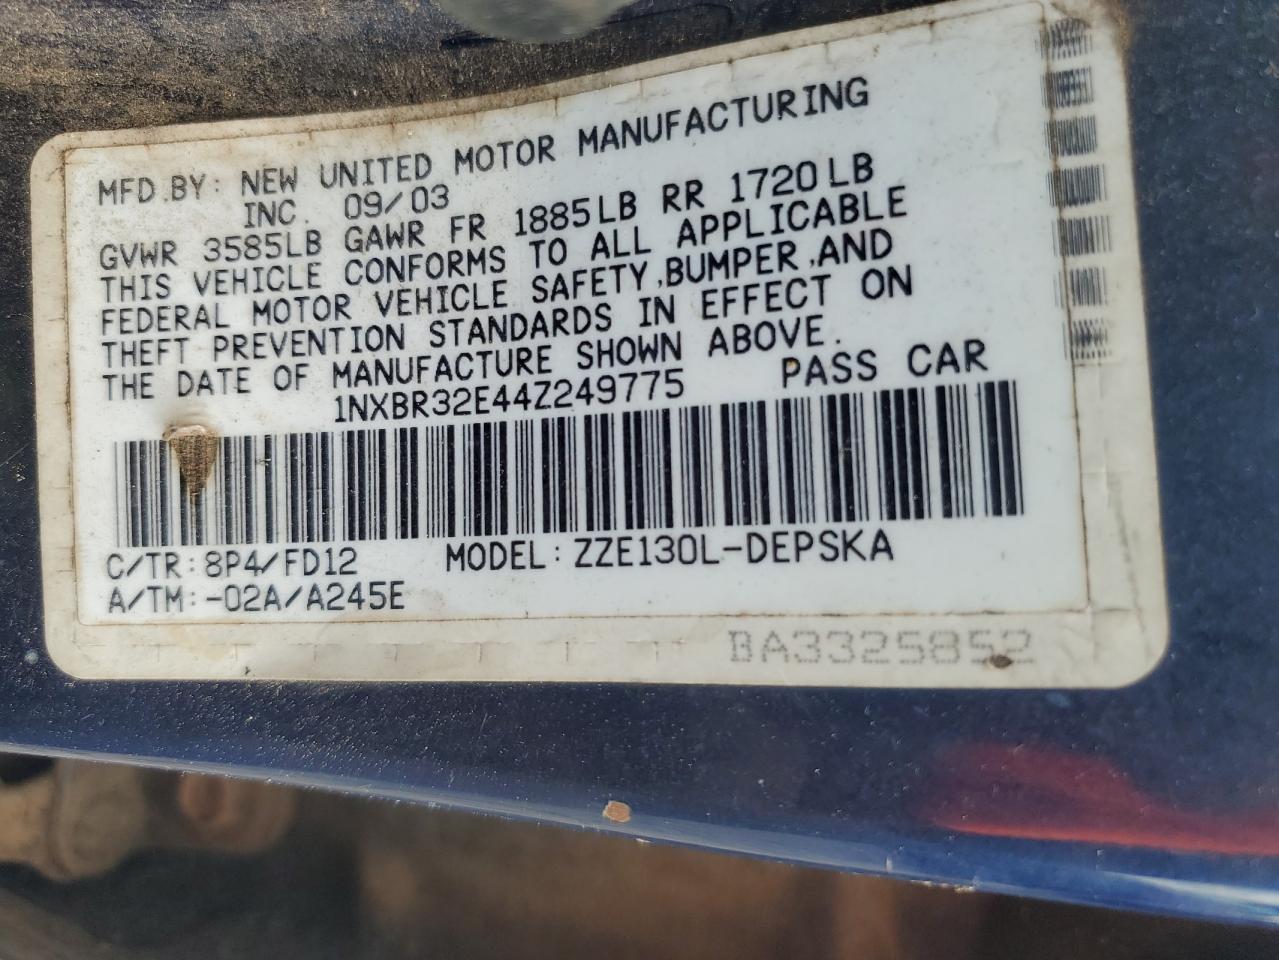 MFD.BY: NEW UNITED MOTOR MANUFACTURING
INC. 09/03
GVWR 3585LB GAWR FR 1885LB RR 1720LB
THIS VEHICLE CONFORMS TO ALL APPLICABLE
FEDERAL MOTOR VEHICLE SAFETY,BUMPER,AND
THEFT PREVENTION STANDARDS IN EFFECT ON
THE DATE OF MANUFACTURE SHOWN ABOVE.
1NXBR32E44Z249775 PASS CAR
C/TR:8P4/FD12 MODEL:ZZE130L-DEPSKA
A/TM:-02A/A245E
BA3325852